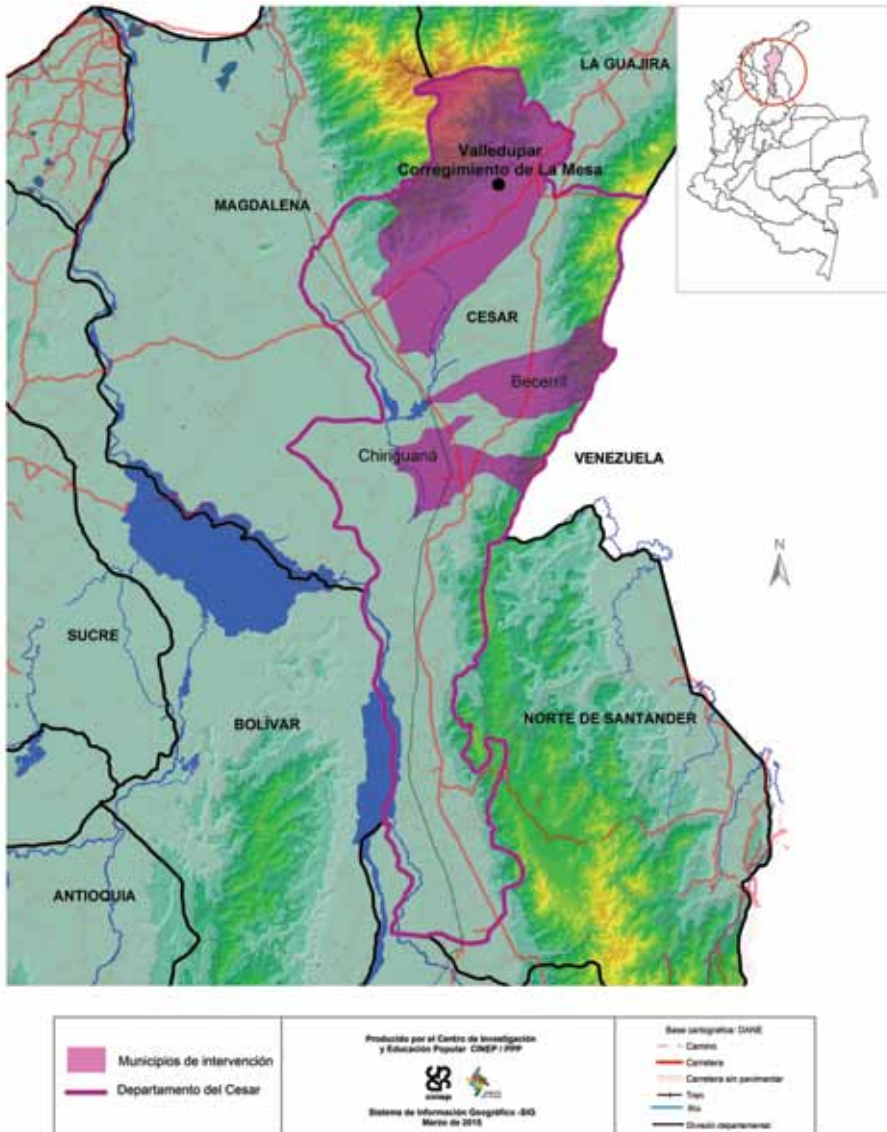 LA GUAJIRA
Valledupar
Corregimiento de La Mesa
MAGDALENA
CESAR
Becerril
Chiriguaná
VENEZUELA
N
SUCRE
BOLÍVAR
NORTE DE SANTANDER
ANTIOQUIA
Municipios de intervención
Departamento del Cesar
Producido por el Centro de Investigación
y Educación Popular CINEP / PPP
cinep
Sistema de Información Geográfico -SIG
Marzo de 2015
Base cartográfica: DANE
Camino
Carretera
Carretera sin pavimentar
Río
División departamental